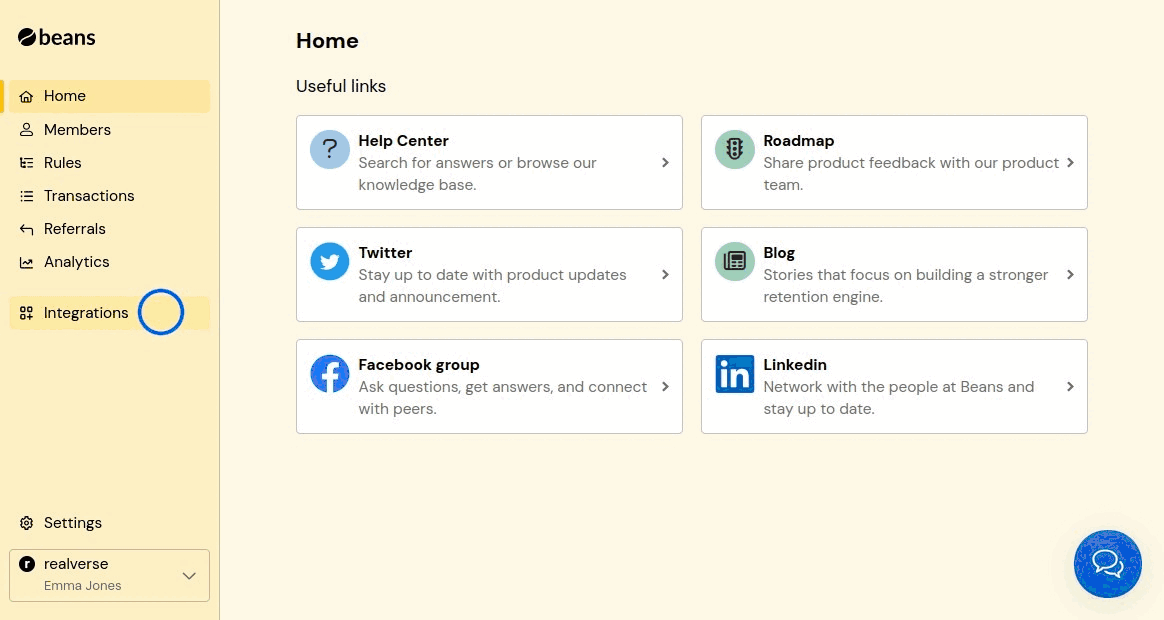 beans
Home
Members
Rules
Transactions
Referrals
Analytics
Integrations
Settings
r realverse
Emma Jones
Home
Useful links
? Help Center
Search for answers or browse our
knowledge base.
Roadmap
Share product feedback with our product
team.
Twitter
Stay up to date with product updates
and announcement.
Blog
Stories that focus on building a stronger
retention engine.
f Facebook group
Ask questions, get answers, and connect
with peers.
in Linkedin
Network with the people at Beans and
stay up to date.